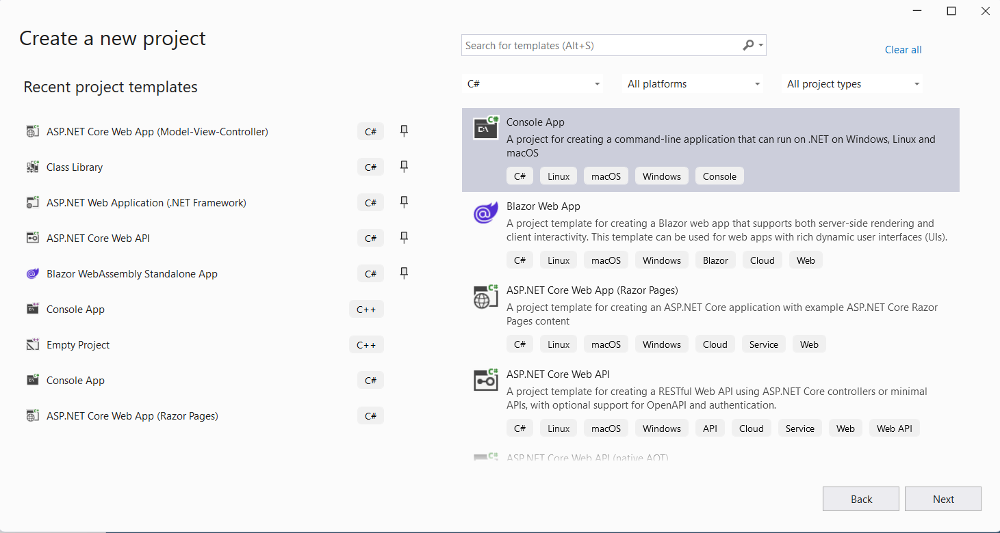 Create a new project
Recent project templates
ASP.NET Core Web App (Model-View-Controller) C#
Class Library C#
ASP.NET Web Application (.NET Framework) C#
ASP.NET Core Web API C#
Blazor WebAssembly Standalone App C#
Console App C++
Empty Project C++
Console App C#
ASP.NET Core Web App (Razor Pages) C#
Search for templates (Alt+S)
Clear all
C# All platforms All project types
Console App
A project for creating a command-line application that can run on .NET on Windows, Linux and
macOS
C# Linux macOS Windows Console
Blazor Web App
A project template for creating a Blazor web app that supports both server-side rendering and
client interactivity. This template can be used for web apps with rich dynamic user interfaces (UIs).
C# Linux macOS Windows Blazor Cloud Web
ASP.NET Core Web App (Razor Pages)
A project template for creating an ASP.NET Core application with example ASP.NET Core Razor
Pages content
C# Linux macOS Windows Cloud Service Web
ASP.NET Core Web API
A project template for creating a RESTful Web API using ASP.NET Core controllers or minimal
APIs, with optional support for OpenAPI and authentication.
C# Linux macOS Windows API Cloud Service Web Web API
ASP.NET Core Web API (native AOT)
Back Next